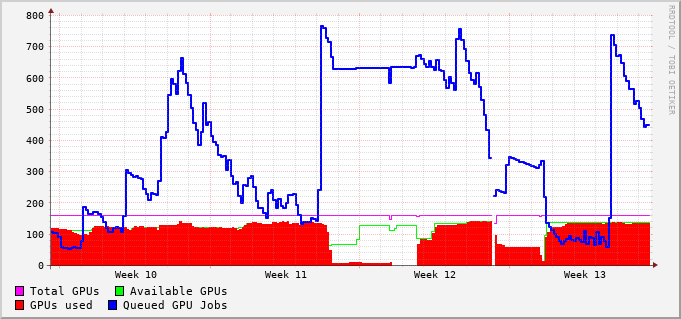 800
700
600
500
400
300
200
100
0
Week 10 Week 11 Week 12 Week 13
Total GPUs Available GPUs
GPUs used Queued GPU Jobs
RRDTOOL / TOBI OETIKER